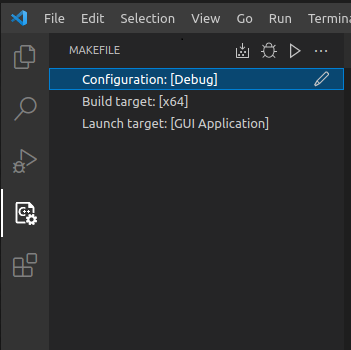 File Edit Selection View Go Run Termina
MAKEFILE
Configuration: [Debug]
Build target: [x64]
Launch target: [GUI Application]